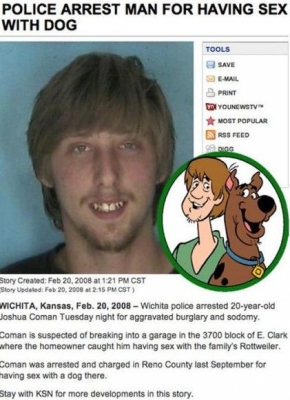 POLICE ARREST MAN FOR HAVING SEX
WITH DOG
TOOLS
SAVE
E-MAIL
PRINT
YOUNEWSTV™
MOST POPULAR
RSS FEED
DIGG
Story Created: Feb 20, 2008 at 1:21 PM CST
(Story Updated: Feb 20, 2008 at 2:15 PM CST )
WICHITA, Kansas, Feb. 20, 2008 – Wichita police arrested 20-year-old
Joshua Coman Tuesday night for aggravated burglary and sodomy.
Coman is suspected of breaking into a garage in the 3700 block of E. Clark
where the homeowner caught him having sex with the family's Rottweiler.
Coman was arrested and charged in Reno County last September for
having sex with a dog there.
Stay with KSN for more developments in this story.